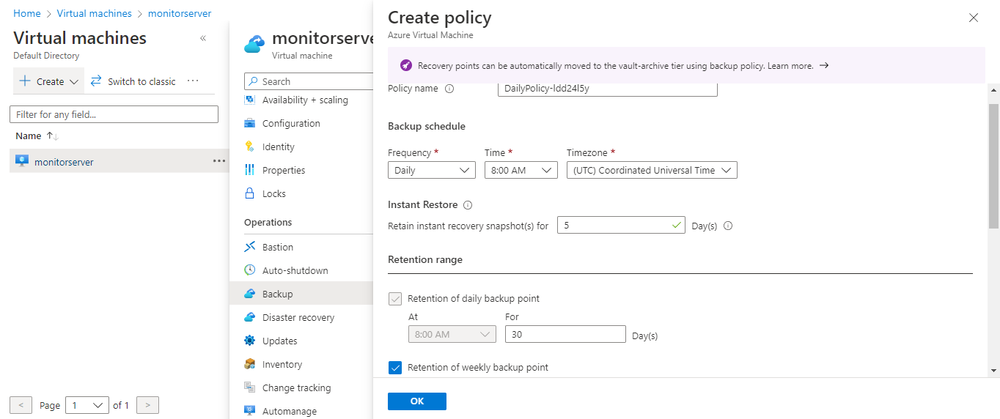 Home > Virtual machines > monitorserver
Virtual machines
Default Directory
Create
Switch to classic
Filter for any field...
Name
monitorserver
< Page 1 of 1 >
monitorserve
Virtual machine
Search
Availability + scaling
Configuration
Identity
Properties
Locks
Operations
Bastion
Auto-shutdown
Backup
Disaster recovery
Updates
Inventory
Change tracking
Automanage
Create policy
Azure Virtual Machine
Recovery points can be automatically moved to the vault-archive tier using backup policy. Learn more. →
Policy name DailyPolicy-ldd24l5y
Backup schedule
Frequency * Time * Timezone *
Daily 8:00 AM (UTC) Coordinated Universal Time
Instant Restore
Retain instant recovery snapshot(s) for 5 Day(s)
Retention range
Retention of daily backup point
At For
8:00 AM 30 Day(s)
Retention of weekly backup point
OK